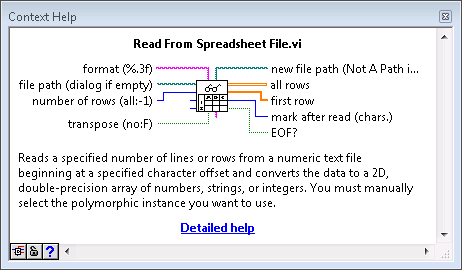 Context Help
Read From Spreadsheet File.vi
format (%.3f)
new file path (Not A Path i...
file path (dialog if empty)
all rows
number of rows (all:-1)
first row
mark after read (chars.)
transpose (no:F)
EOF?
Reads a specified number of lines or rows from a numeric text file
beginning at a specified character offset and converts the data to a 2D,
double-precision array of numbers, strings, or integers. You must manually
select the polymorphic instance you want to use.
Detailed help
?